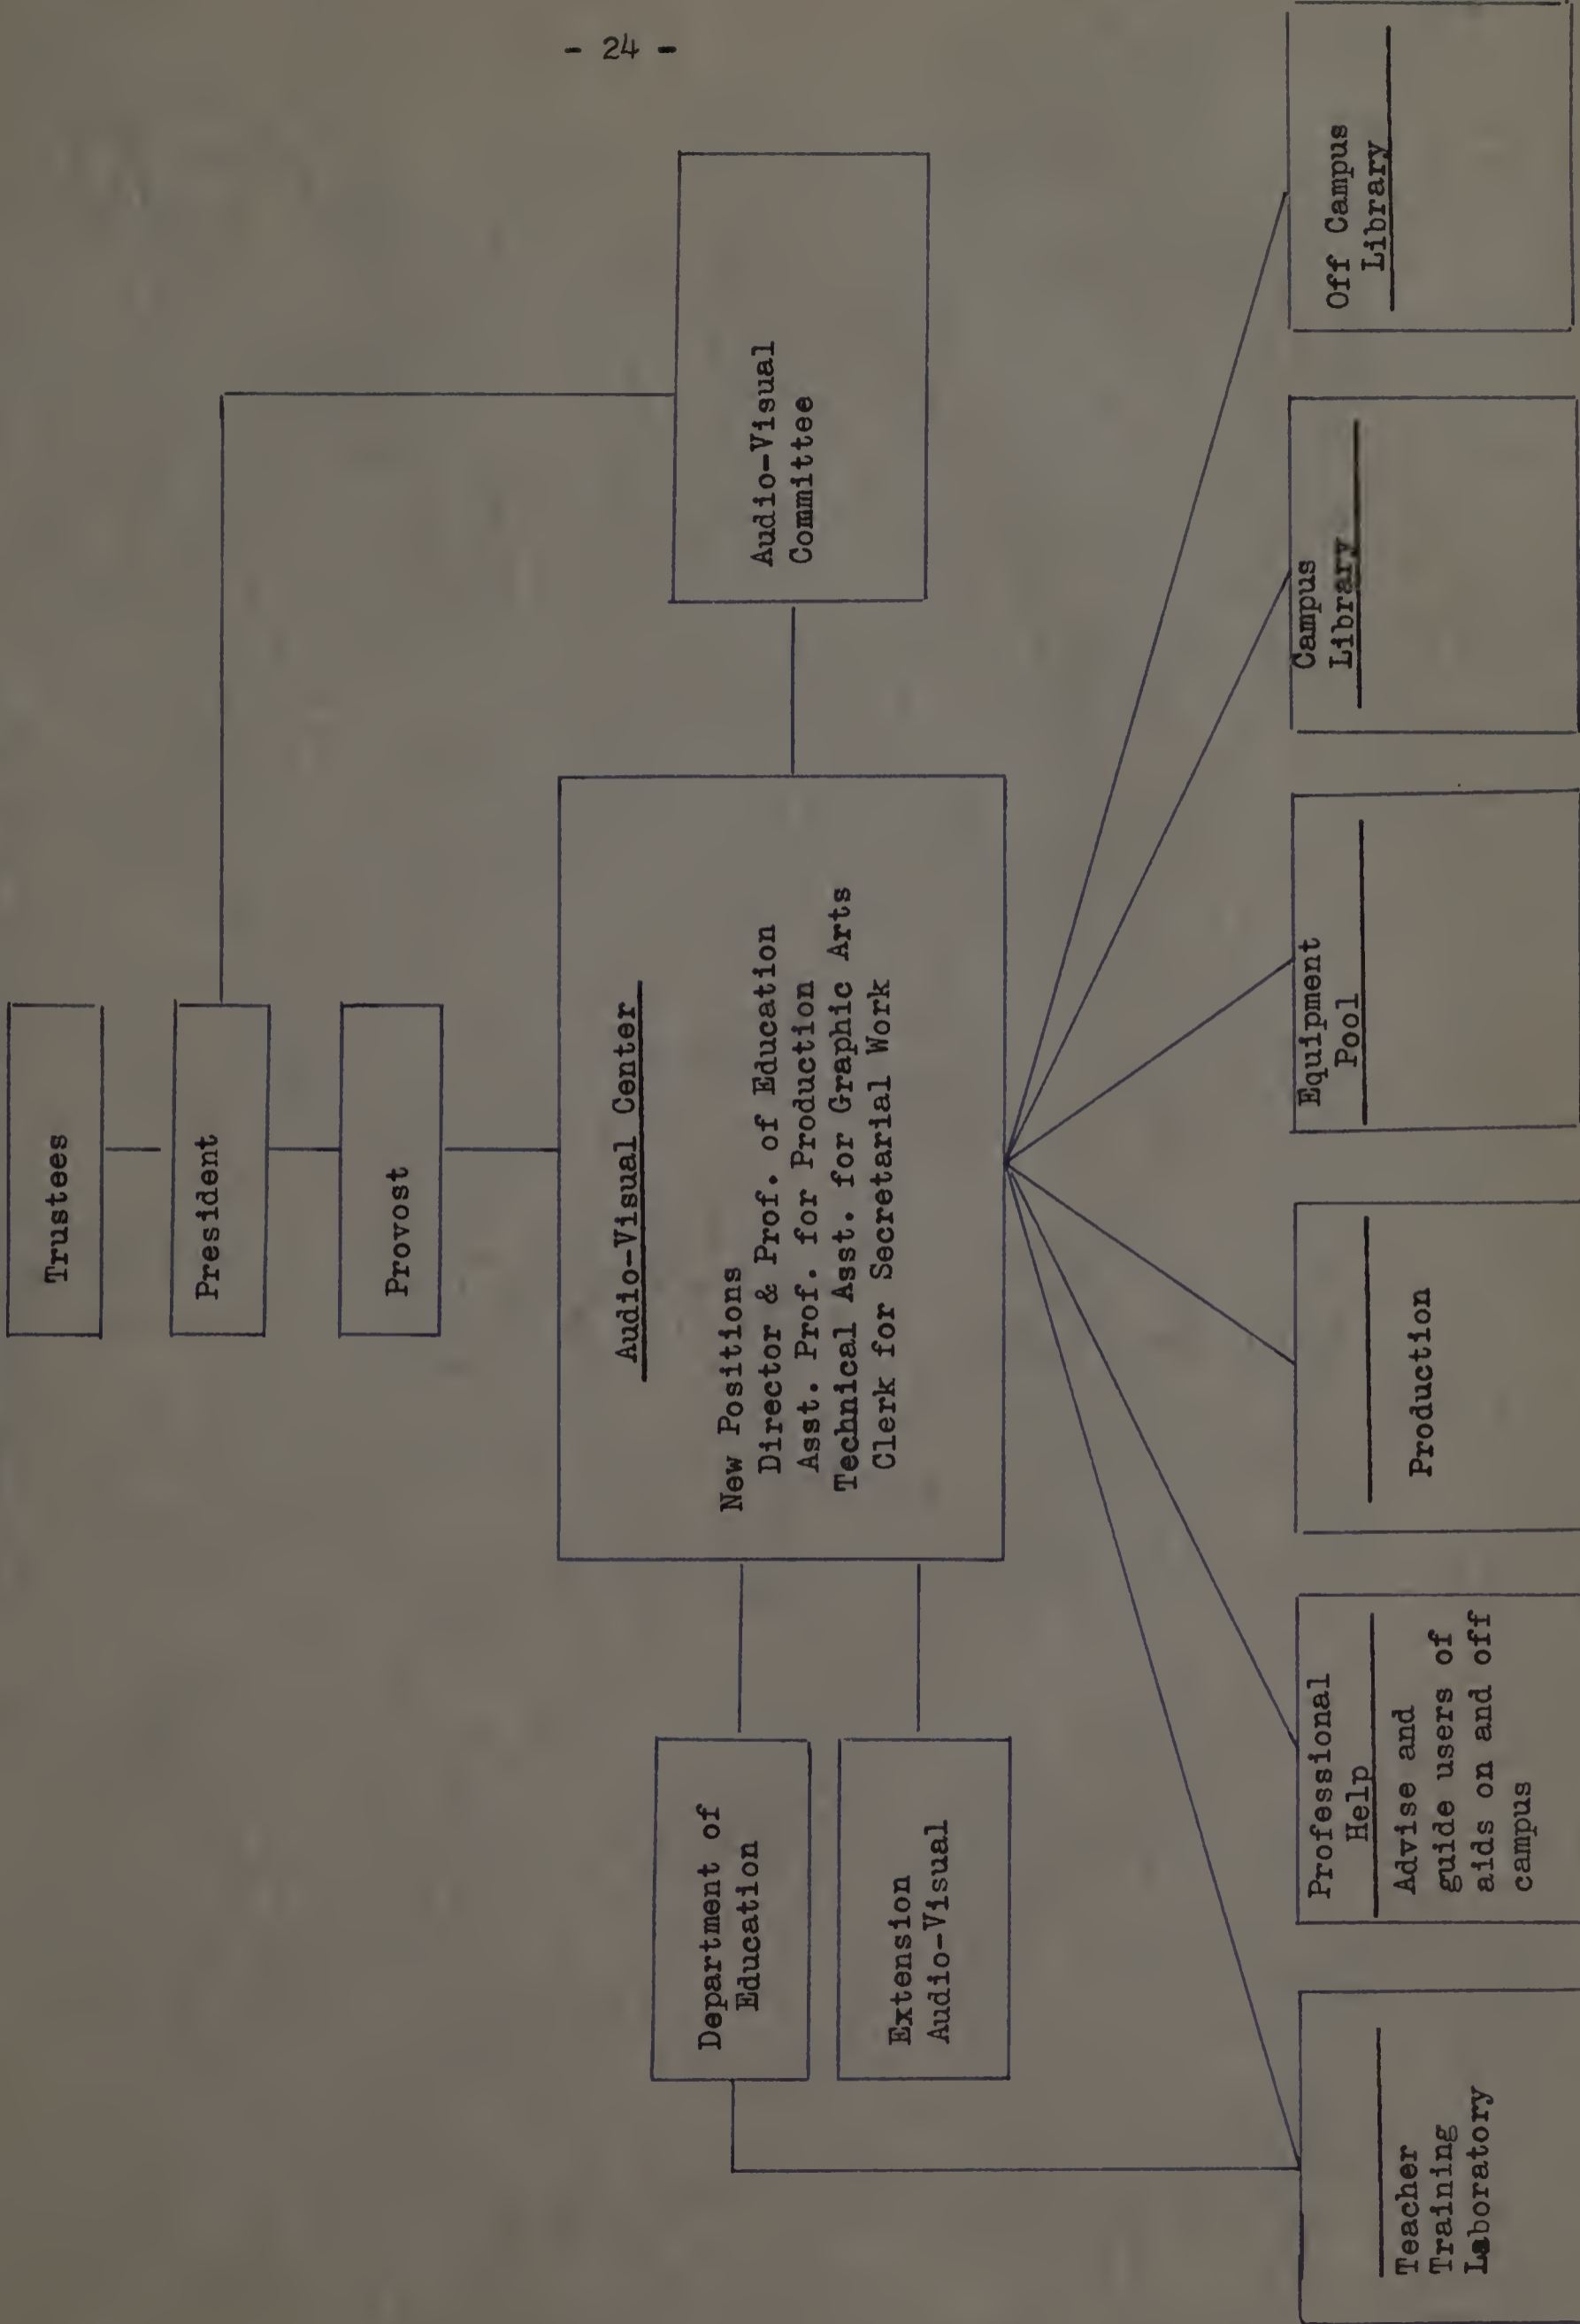 - 24 -
Trustees
President
Provost
Audio-Visual Center
New Positions
Director & Prof. of Education
Asst. Prof. for Production
Technical Asst. for Graphic Arts
Clerk for Secretarial Work
Department of
Education
Extension
Audio-Visual
Audio-Visual
Committee
Teacher
Training
Laboratory
Professional
Help
Advise and
guide users of
aids on and off
campus
Production
Equipment
Pool
Campus
Library
Off Campus
Library